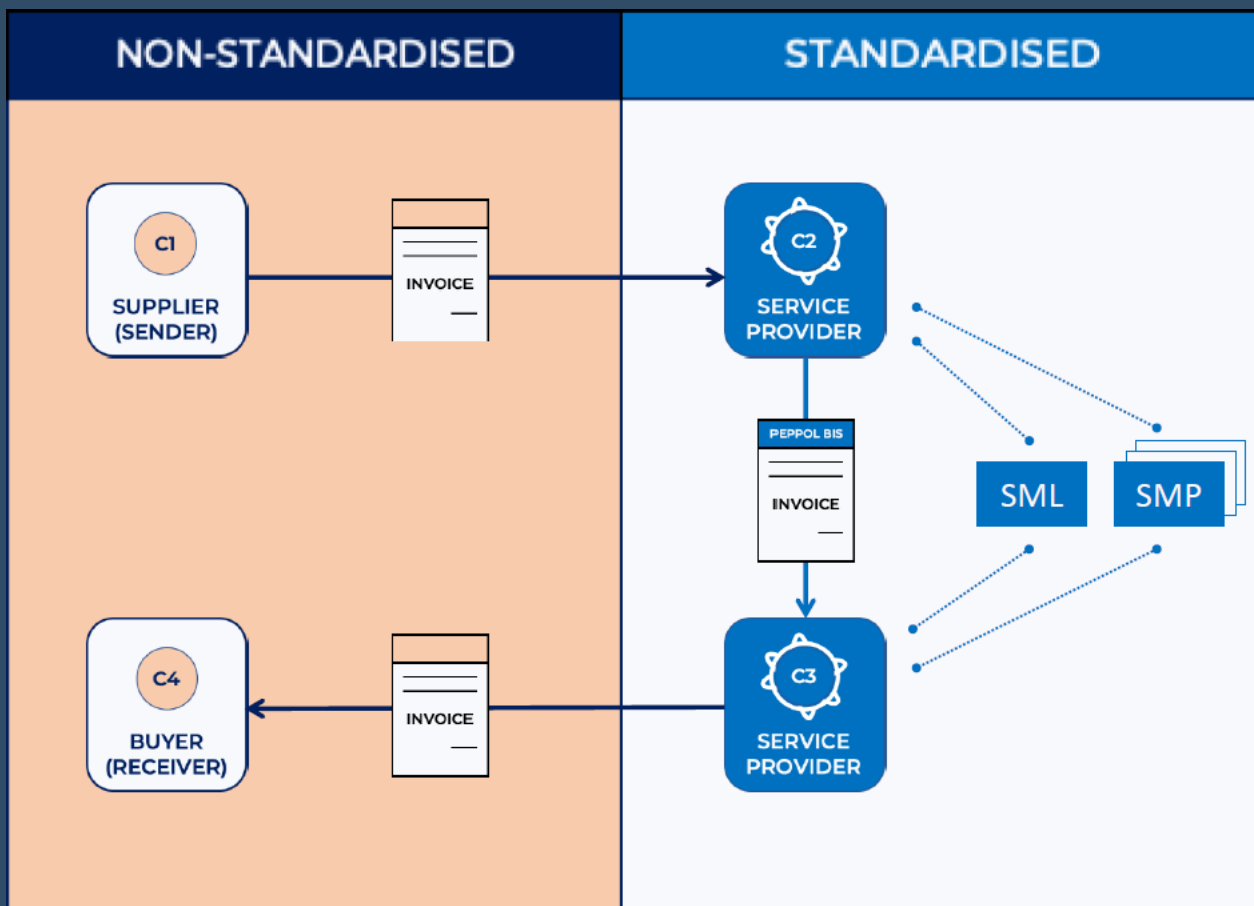 NON-STANDARDISED
STANDARDISED
C1
SUPPLIER
(SENDER)
INVOICE
C2
SERVICE
PROVIDER
PEPPOL BIS
INVOICE
SML
SMP
C4
BUYER
(RECEIVER)
INVOICE
C3
SERVICE
PROVIDER